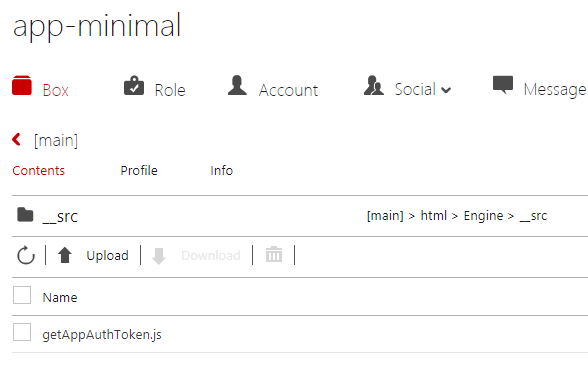 app-minimal
Box Role Account Social Message
[main]
Contents Profile Info
__src [main] > html > Engine > __src
Upload Download
Name
getAppAuthToken.js